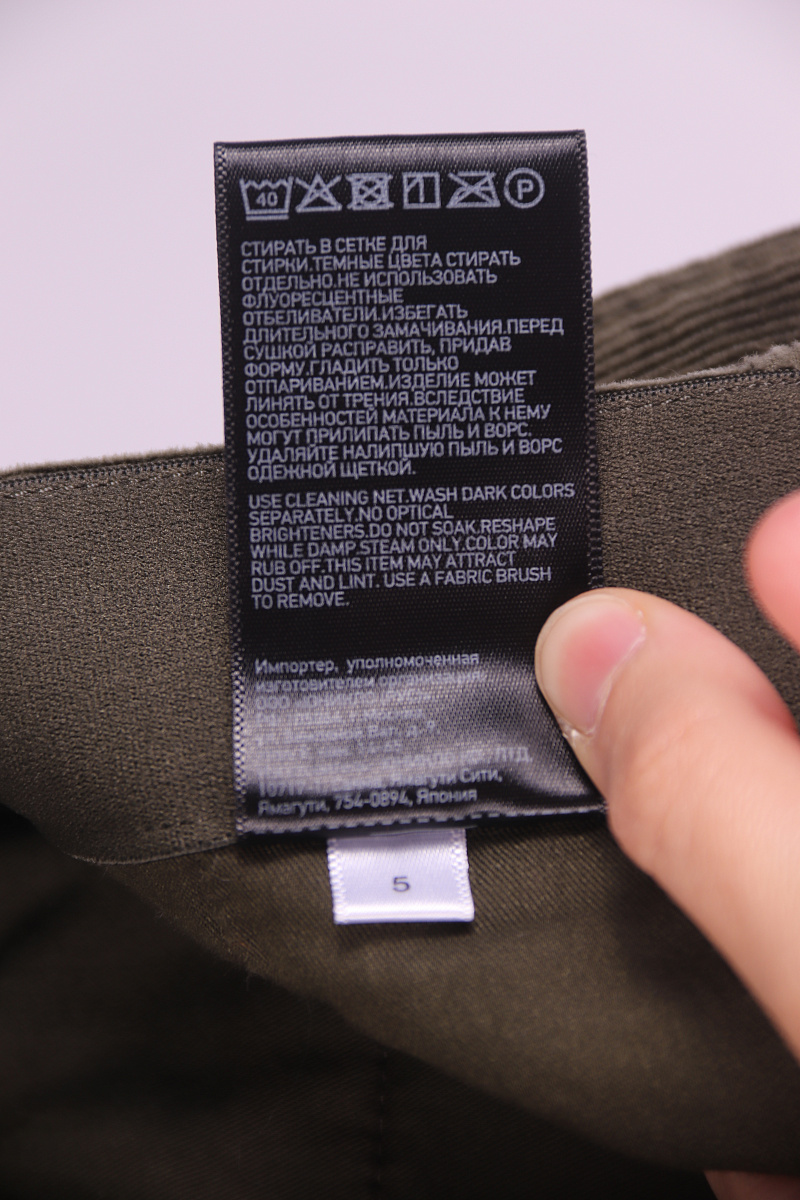 40
P
СТИРАТЬ В СЕТКЕ ДЛЯ
СТИРКИ.ТЕМНЫЕ ЦВЕТА СТИРАТЬ
ОТДЕЛЬНО.НЕ ИСПОЛЬЗОВАТЬ
ФЛУОРЕСЦЕНТНЫЕ
ОТБЕЛИВАТЕЛИ.ИЗБЕГАТЬ
ДЛИТЕЛЬНОГО ЗАМАЧИВАНИЯ.ПЕРЕД
СУШКОЙ РАСПРАВИТЬ, ПРИДАВ
ФОРМУ.ГЛАДИТЬ ТОЛЬКО
ОТПАРИВАНИЕМ.ИЗДЕЛИЕ МОЖЕТ
ЛИНЯТЬ ОТ ТРЕНИЯ.ВСЛЕДСТВИЕ
ОСОБЕННОСТЕЙ МАТЕРИАЛА К НЕМУ
МОГУТ ПРИЛИПАТЬ ПЫЛЬ И ВОРС.
УДАЛЯЙТЕ НАЛИПШУЮ ПЫЛЬ И ВОРС
ОДЕЖНОЙ ЩЕТКОЙ.
USE CLEANING NET.WASH DARK COLORS
SEPARATELY.NO OPTICAL
BRIGHTENERS.DO NOT SOAK.RESHAPE
WHILE DAMP.STEAM ONLY.COLOR MAY
RUB OFF.THIS ITEM MAY ATTRACT
DUST AND LINT. USE A FABRIC BRUSH
TO REMOVE.
Импортер, уполномоченная
изготовителем
ООО
ЛТД.
Ямагути Сити,
Ямагути, 754-0894, Япония
5